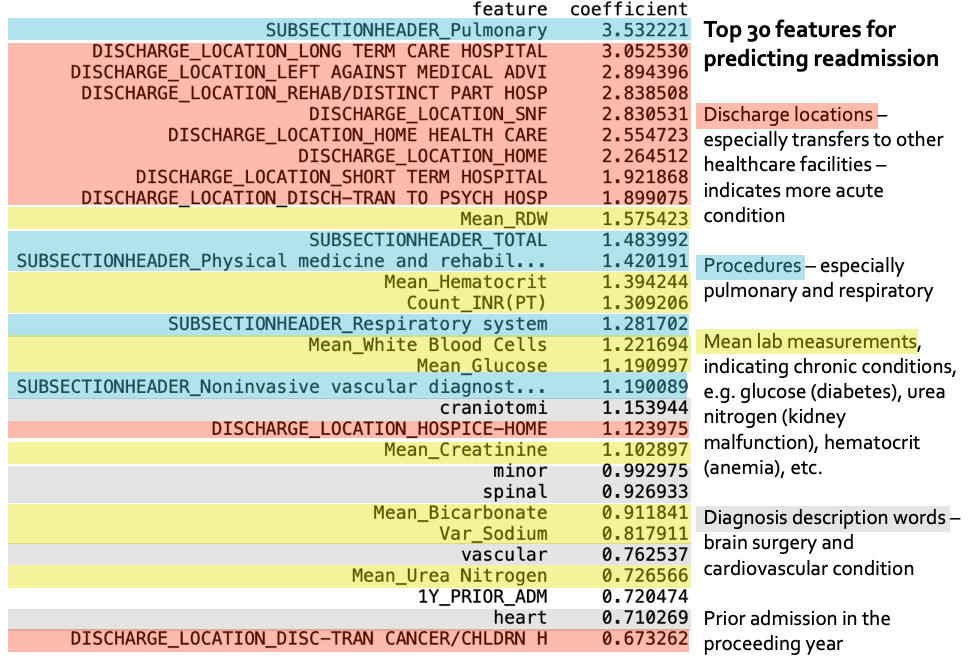 feature coefficient
SUBSECTIONHEADER_Pulmonary 3.532221
DISCHARGE_LOCATION_LONG TERM CARE HOSPITAL 3.052530
DISCHARGE_LOCATION_LEFT AGAINST MEDICAL ADVI 2.894396
DISCHARGE_LOCATION_REHAB/DISTINCT PART HOSP 2.838508
DISCHARGE_LOCATION_SNF 2.830531
DISCHARGE_LOCATION_HOME HEALTH CARE 2.554723
DISCHARGE_LOCATION_HOME 2.264512
DISCHARGE_LOCATION_SHORT TERM HOSPITAL 1.921868
DISCHARGE_LOCATION_DISCH-TRAN TO PSYCH HOSP 1.899075
Mean_RDW 1.575423
SUBSECTIONHEADER_TOTAL 1.483992
SUBSECTIONHEADER_Physical medicine and rehabil... 1.420191
Mean_Hematocrit 1.394244
Count_INR(PT) 1.309206
SUBSECTIONHEADER_Respiratory system 1.281702
Mean_White Blood Cells 1.221694
Mean_Glucose 1.190997
SUBSECTIONHEADER_Noninvasive vascular diagnost... 1.190089
craniotomi 1.153944
DISCHARGE_LOCATION_HOSPICE-HOME 1.123975
Mean_Creatinine 1.102897
minor 0.992975
spinal 0.926933
Mean_Bicarbonate 0.911841
Var_Sodium 0.817911
vascular 0.762537
Mean_Urea Nitrogen 0.726566
1Y_PRIOR_ADM 0.720474
heart 0.710269
DISCHARGE_LOCATION_DISC-TRAN CANCER/CHLDRN H 0.673262
Top 30 features for
predicting readmission
Discharge locations –
especially transfers to other
healthcare facilities –
indicates more acute
condition
Procedures – especially
pulmonary and respiratory
Mean lab measurements,
indicating chronic conditions,
e.g. glucose (diabetes), urea
nitrogen (kidney
malfunction), hematocrit
(anemia), etc.
Diagnosis description words –
brain surgery and
cardiovascular condition
Prior admission in the
proceeding year